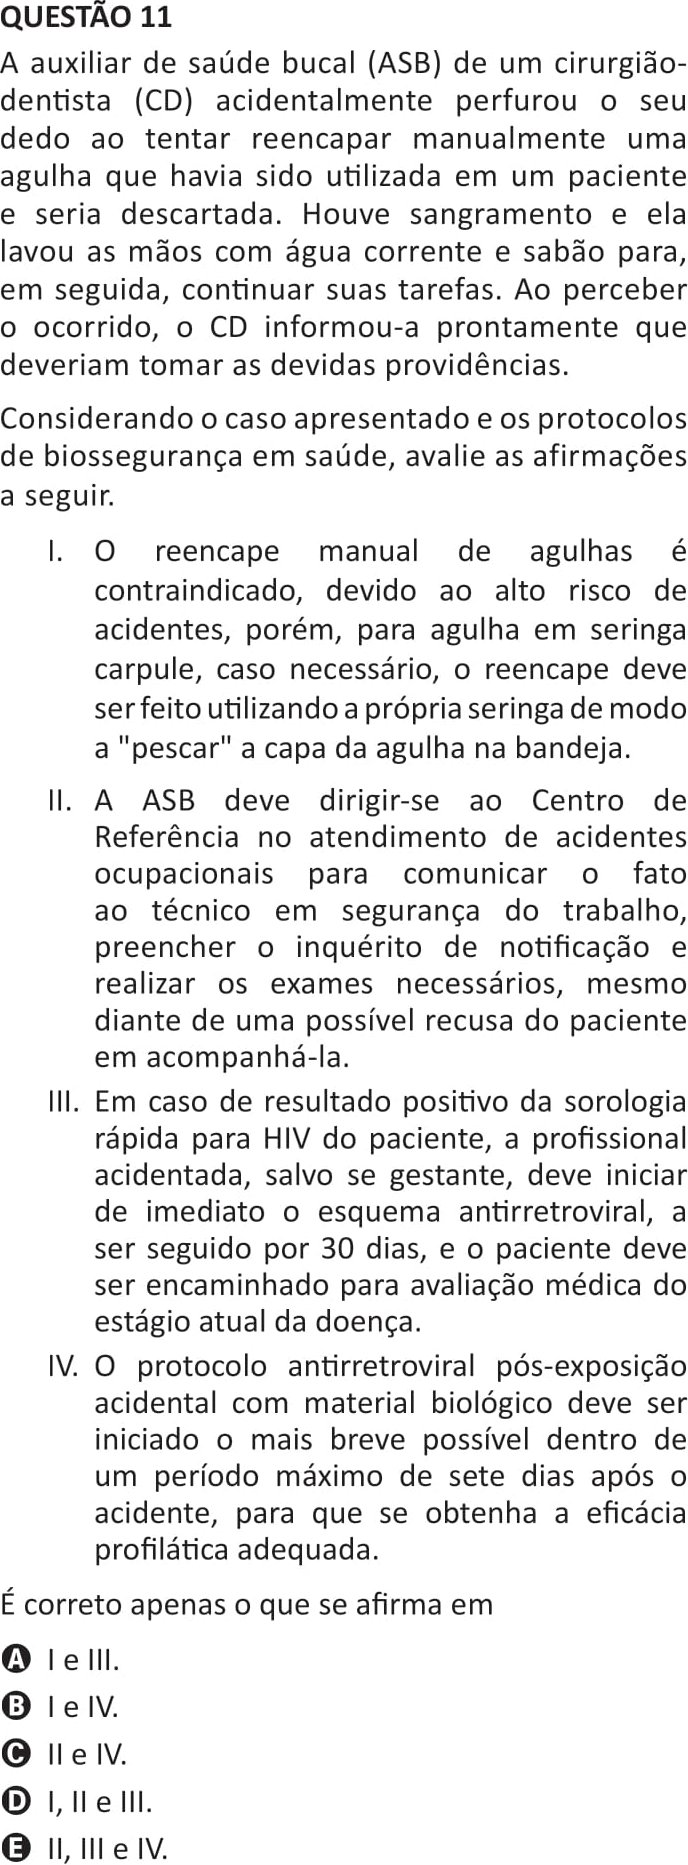 QUESTÃO 11
A auxiliar de saúde bucal (ASB) de um cirurgião-
dentista (CD) acidentalmente perfurou o seu
dedo ao tentar reencapar manualmente uma
agulha que havia sido utilizada em um paciente
e seria descartada. Houve sangramento e ela
lavou as mãos com água corrente e sabão para,
em seguida, continuar suas tarefas. Ao perceber
o ocorrido, o CD informou-a prontamente que
deveriam tomar as devidas providências.
Considerando o caso apresentado e os protocolos
de biossegurança em saúde, avalie as afirmações
a seguir.
I. O reencape manual de agulhas é
contraindicado, devido ao alto risco de
acidentes, porém, para agulha em seringa
carpule, caso necessário, o reencape deve
ser feito utilizando a própria seringa de modo
a "pescar" a capa da agulha na bandeja.
II. A ASB deve dirigir-se ao Centro de
Referência no atendimento de acidentes
ocupacionais para comunicar o fato
ao técnico em segurança do trabalho,
preencher o inquérito de notificação e
realizar os exames necessários, mesmo
diante de uma possível recusa do paciente
em acompanhá-la.
III. Em caso de resultado positivo da sorologia
rápida para HIV do paciente, a profissional
acidentada, salvo se gestante, deve iniciar
de imediato o esquema antirretroviral, a
ser seguido por 30 dias, e o paciente deve
ser encaminhado para avaliação médica do
estágio atual da doença.
IV. O protocolo antirretroviral pós-exposição
acidental com material biológico deve ser
iniciado o mais breve possível dentro de
um período máximo de sete dias após o
acidente, para que se obtenha a eficácia
profilática adequada.
É correto apenas o que se afirma em
A I e III.
B I e IV.
C II e IV.
D I, II e III.
E II, III e IV.